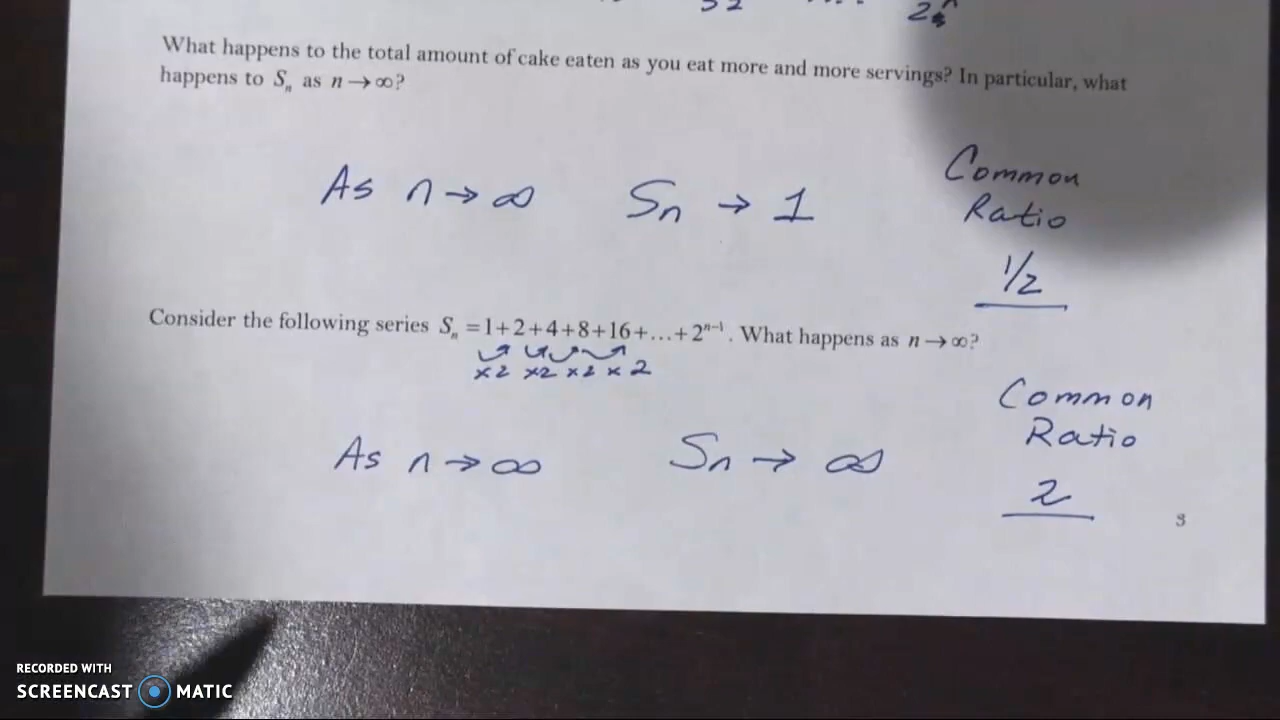 32 ... 2ⁿ
What happens to the total amount of cake eaten as you eat more and more servings? In particular, what
happens to Sₙ as n→∞?
As n→∞ Sₙ → 1
Common
Ratio
1/2
Consider the following series Sₙ =1+2+4+8+16+…+2ⁿ⁻¹. What happens as n→∞?
×2 ×2 ×2 ×2
As n→∞ Sₙ → ∞
Common
Ratio
2
3
RECORDED WITH
SCREENCAST MATIC